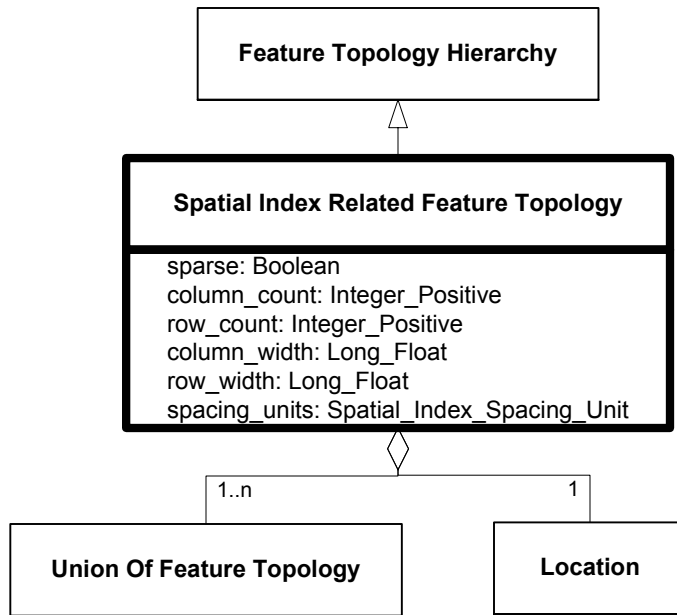 Feature Topology Hierarchy
Spatial Index Related Feature Topology
sparse: Boolean
column_count: Integer_Positive
row_count: Integer_Positive
column_width: Long_Float
row_width: Long_Float
spacing_units: Spatial_Index_Spacing_Unit
1..n
1
Union Of Feature Topology
Location